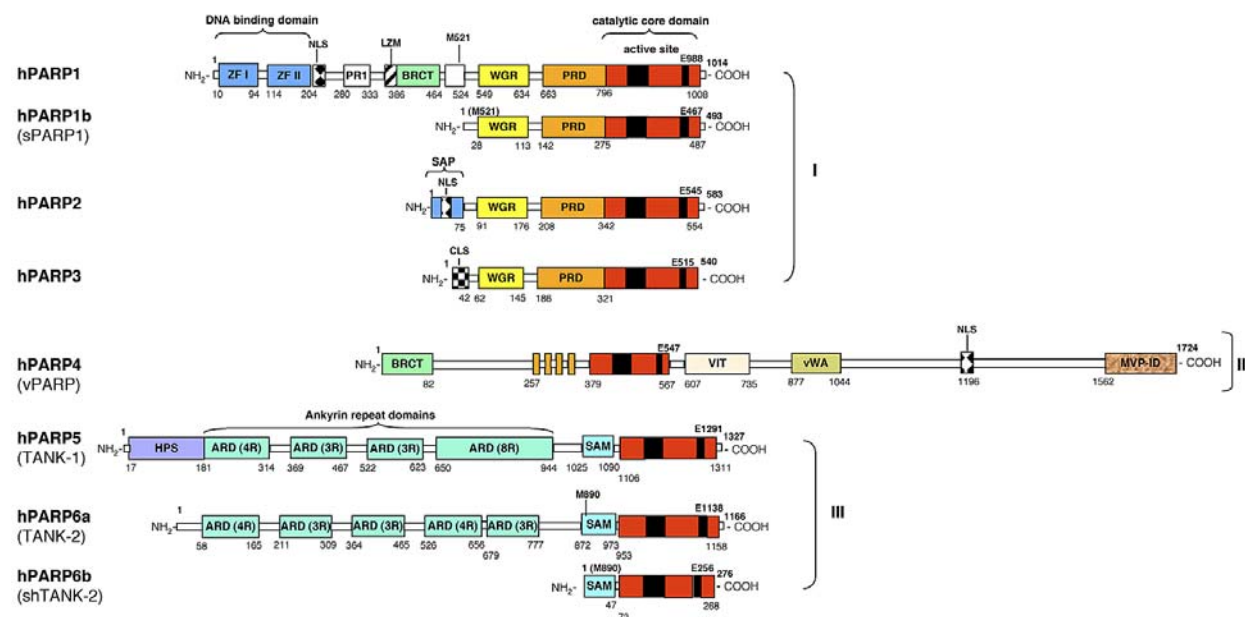 DNA binding domain
catalytic core domain
NLS LZM M521 active site
hPARP1 1 NH2- ZF I ZF II PR1 BRCT WGR PRD E988 1014 - COOH
10 94 114 204 280 333 386 464 524 549 634 663 796 1008
hPARP1b 1 (M521) E467 493
(sPARP1) NH2- WGR PRD - COOH
28 113 142 275 487
I
SAP
NLS
hPARP2 1 NH2- WGR PRD E545 583 - COOH
75 91 176 208 342 554
CLS
hPARP3 1 NH2- WGR PRD E515 540 - COOH
42 62 145 188 321
NLS
hPARP4 1 NH2- BRCT E547 VIT vWA MVP-ID 1724 - COOH
(vPARP) 82 257 379 567 607 735 877 1044 1196 1562
II
Ankyrin repeat domains
hPARP5 1 NH2- HPS ARD (4R) ARD (3R) ARD (3R) ARD (8R) SAM E1291 1327 - COOH
(TANK-1) 17 181 314 369 467 522 623 650 944 1025 1090 1106 1311
M890
hPARP6a 1 NH2- ARD (4R) ARD (3R) ARD (3R) ARD (4R) ARD (3R) SAM E1138 1166 - COOH
(TANK-2) 58 165 211 309 364 465 526 656 679 777 872 973 953 1158
III
hPARP6b 1 (M890) E256 276
(shTANK-2) NH2- SAM - COOH
47 268